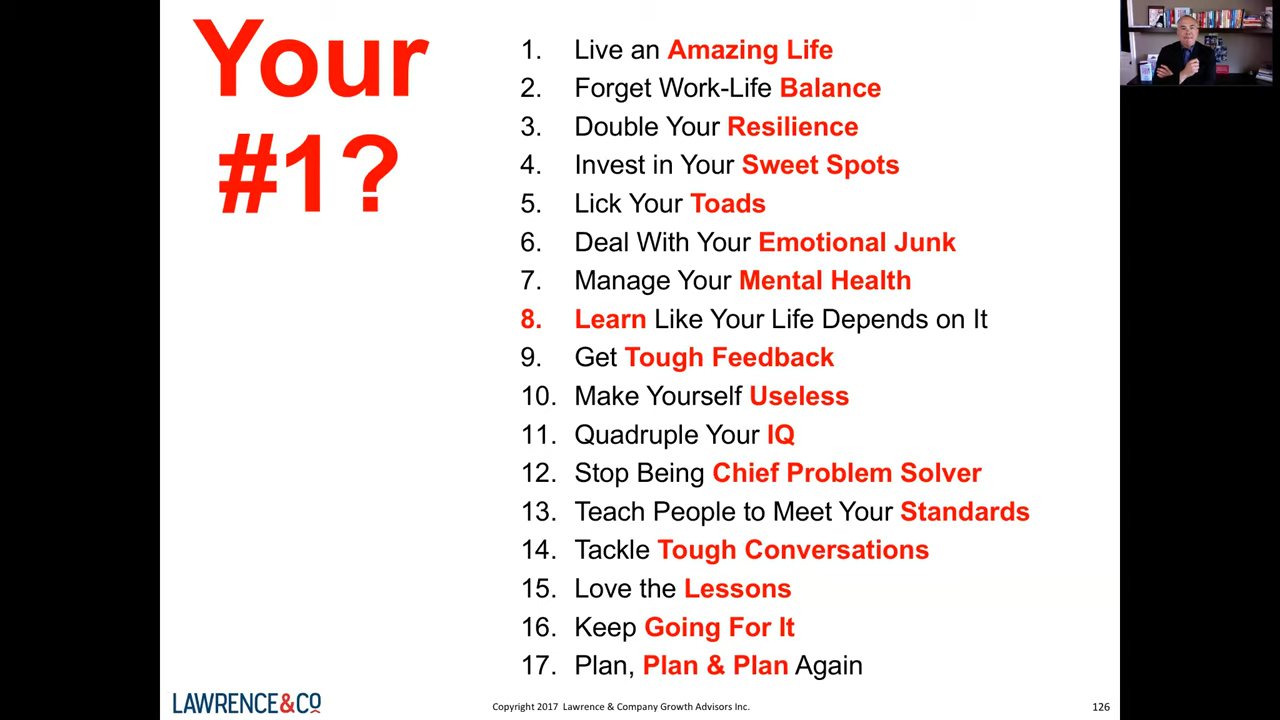 Your
#1?
1. Live an Amazing Life
2. Forget Work-Life Balance
3. Double Your Resilience
4. Invest in Your Sweet Spots
5. Lick Your Toads
6. Deal With Your Emotional Junk
7. Manage Your Mental Health
8. Learn Like Your Life Depends on It
9. Get Tough Feedback
10. Make Yourself Useless
11. Quadruple Your IQ
12. Stop Being Chief Problem Solver
13. Teach People to Meet Your Standards
14. Tackle Tough Conversations
15. Love the Lessons
16. Keep Going For It
17. Plan, Plan & Plan Again
LAWRENCE&CO
Copyright 2017 Lawrence & Company Growth Advisors Inc.
126